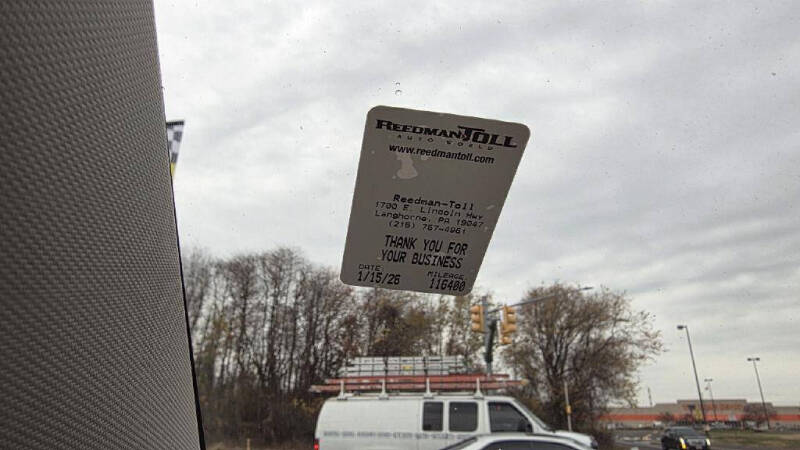 REEDMAN TOLL
AUTO WORLD
www.reedmantoll.com
Reedman-Toll
1700 E. Lincoln Hwy
Langhorne, PA 19047
(215) 757-4961
THANK YOU FOR
YOUR BUSINESS
DATE MILEAGE
1/15/26 116400